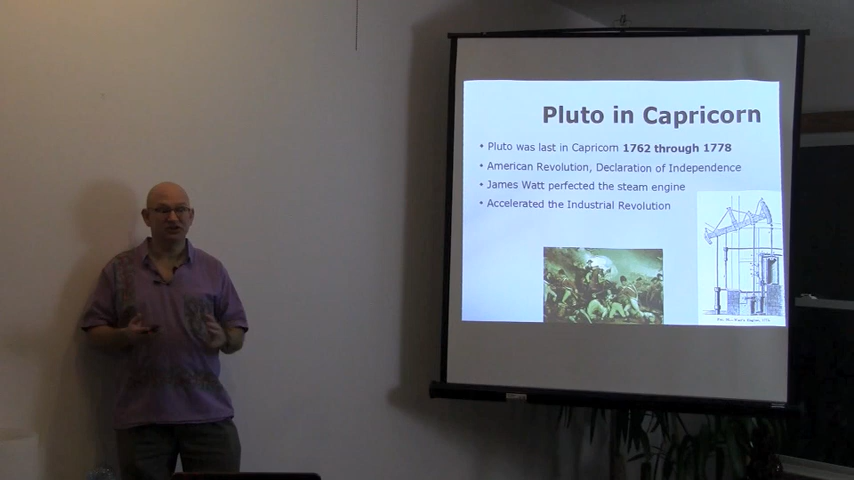 Pluto in Capricorn
• Pluto was last in Capricorn 1762 through 1778
• American Revolution, Declaration of Independence
• James Watt perfected the steam engine
• Accelerated the Industrial Revolution